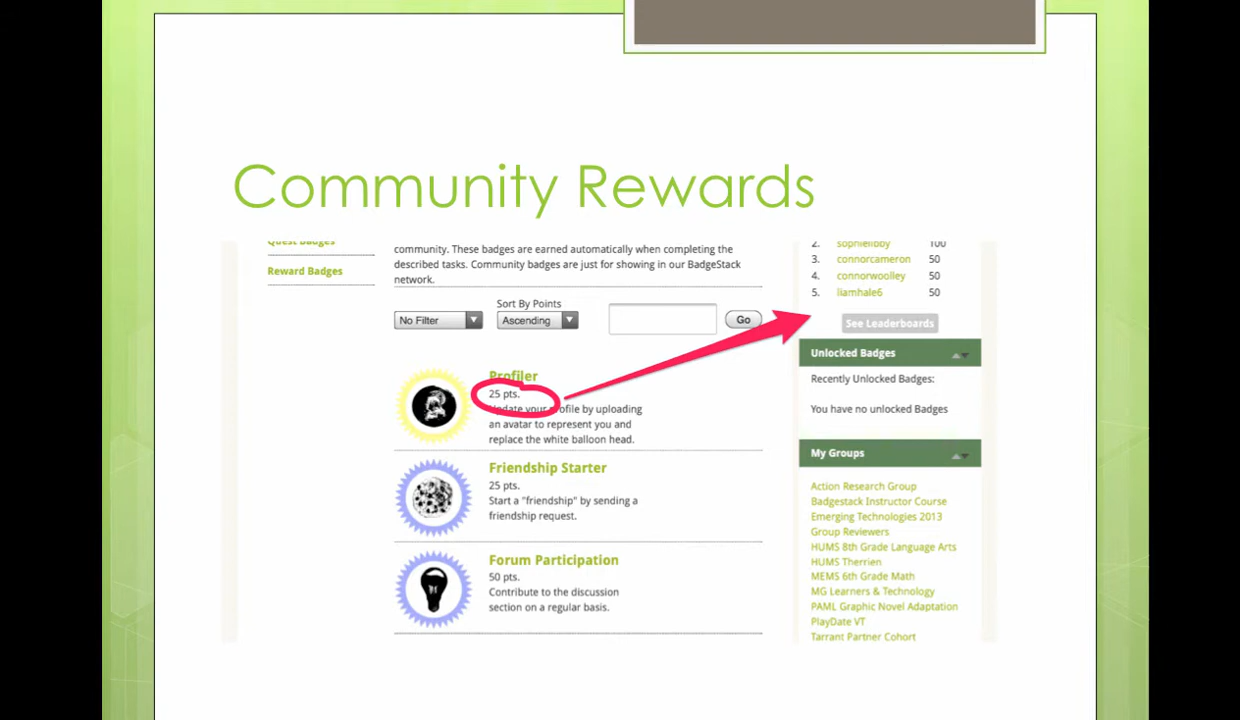 Community Rewards
Quest Badges
Reward Badges
community. These badges are earned automatically when completing the
described tasks. Community badges are just for showing in our BadgeStack
network.
Sort By Points
No Filter
Ascending
Go
Profiler
25 pts.
Update your profile by uploading
an avatar to represent you and
replace the white balloon head.
Friendship Starter
25 pts.
Start a "friendship" by sending a
friendship request.
Forum Participation
50 pts.
Contribute to the discussion
section on a regular basis.
2. sophielibby 100
3. connorcameron 50
4. connorwoolley 50
5. liamhale6 50
See Leaderboards
Unlocked Badges
Recently Unlocked Badges:
You have no unlocked Badges
My Groups
Action Research Group
Badgestack Instructor Course
Emerging Technologies 2013
Group Reviewers
HUMS 8th Grade Language Arts
HUMS Therrien
MEMS 6th Grade Math
MG Learners & Technology
PAML Graphic Novel Adaptation
PlayDate VT
Tarrant Partner Cohort